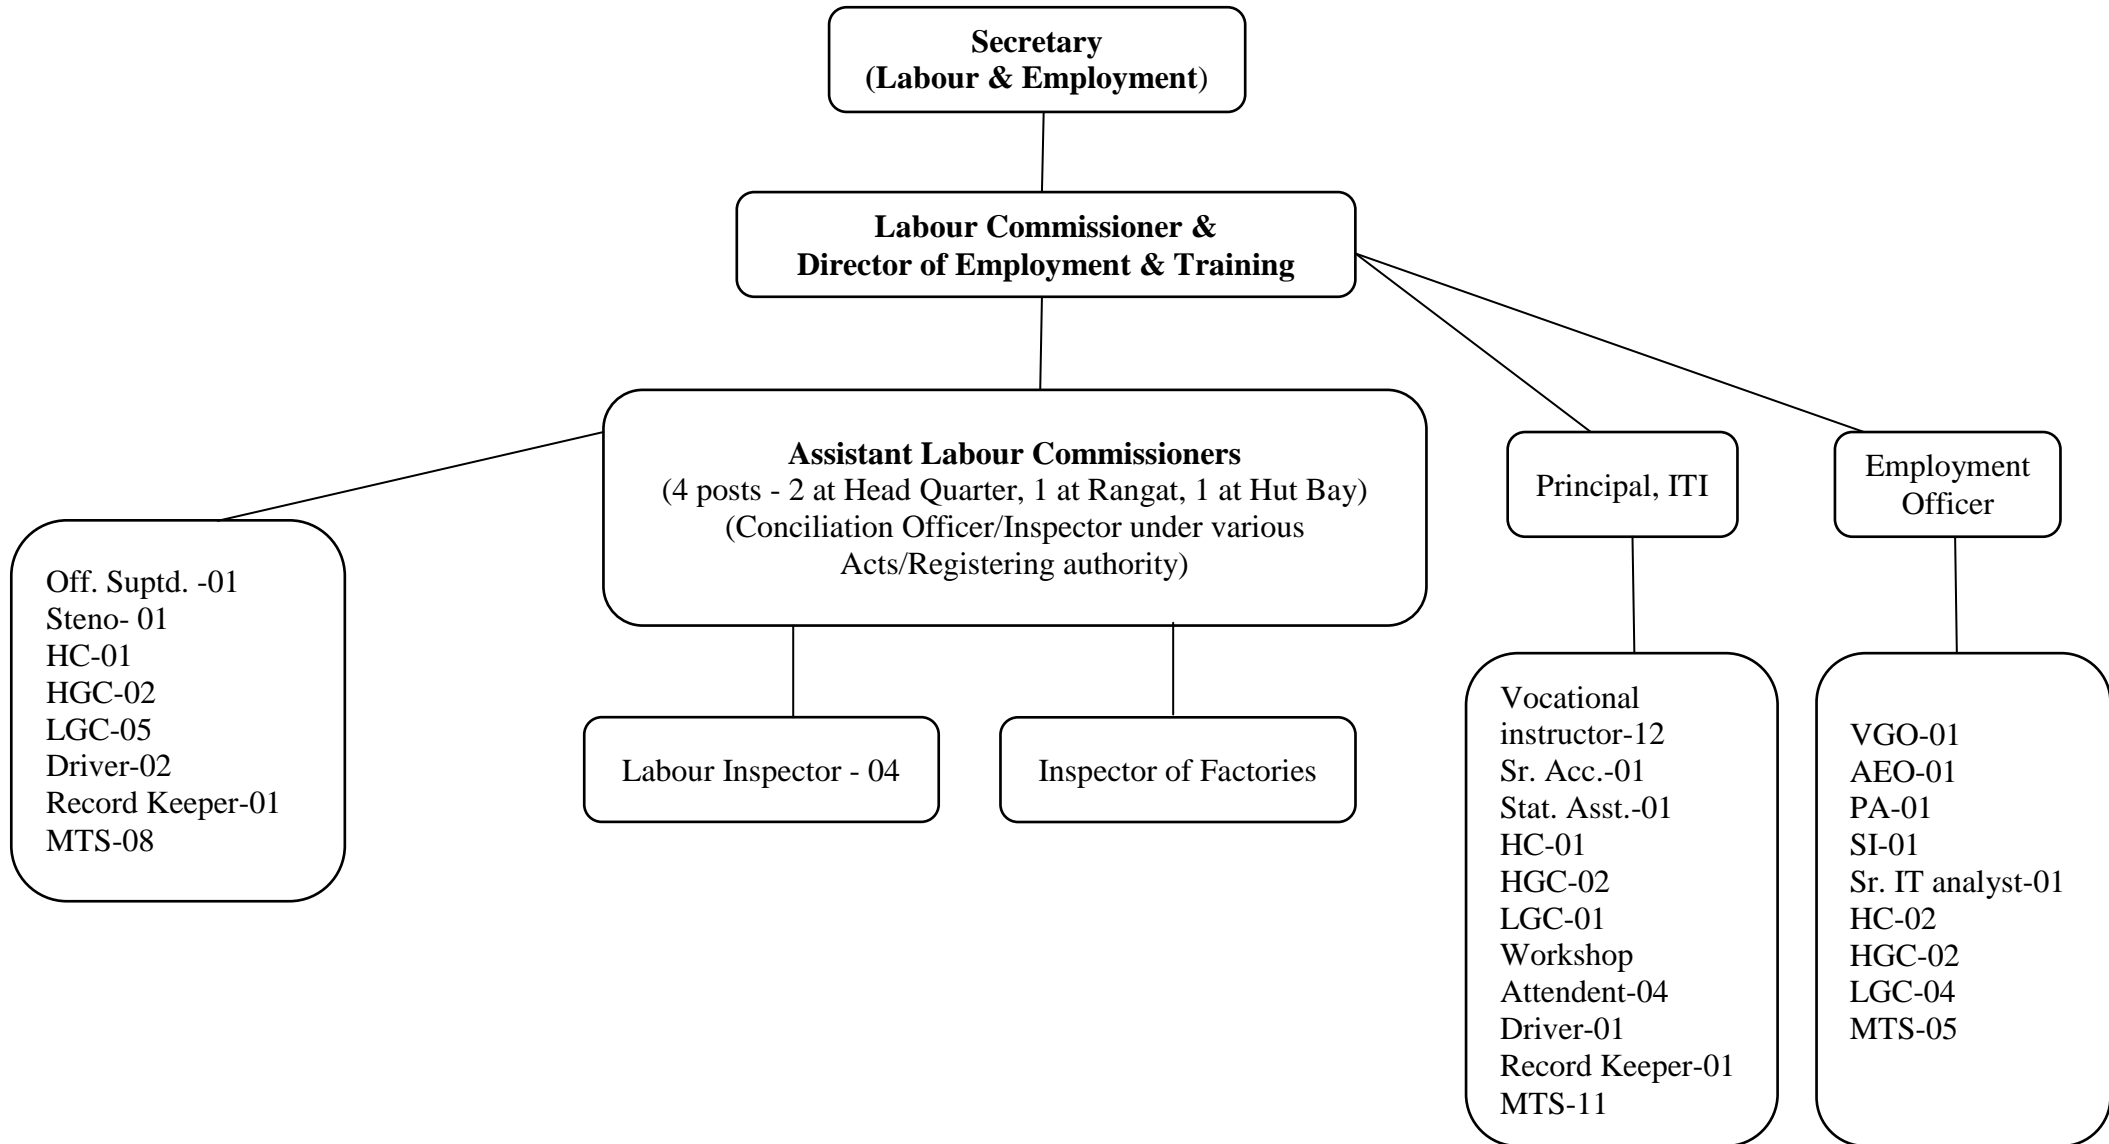 Secretary
(Labour & Employment)
Labour Commissioner &
Director of Employment & Training
Assistant Labour Commissioners
(4 posts - 2 at Head Quarter, 1 at Rangat, 1 at Hut Bay)
(Conciliation Officer/Inspector under various
Acts/Registering authority)
Principal, ITI
Employment
Officer
Off. Suptd. -01
Steno- 01
HC-01
HGC-02
LGC-05
Driver-02
Record Keeper-01
MTS-08
Labour Inspector - 04
Inspector of Factories
Vocational
instructor-12
Sr. Acc.-01
Stat. Asst.-01
HC-01
HGC-02
LGC-01
Workshop
Attendent-04
Driver-01
Record Keeper-01
MTS-11
VGO-01
AEO-01
PA-01
SI-01
Sr. IT analyst-01
HC-02
HGC-02
LGC-04
MTS-05